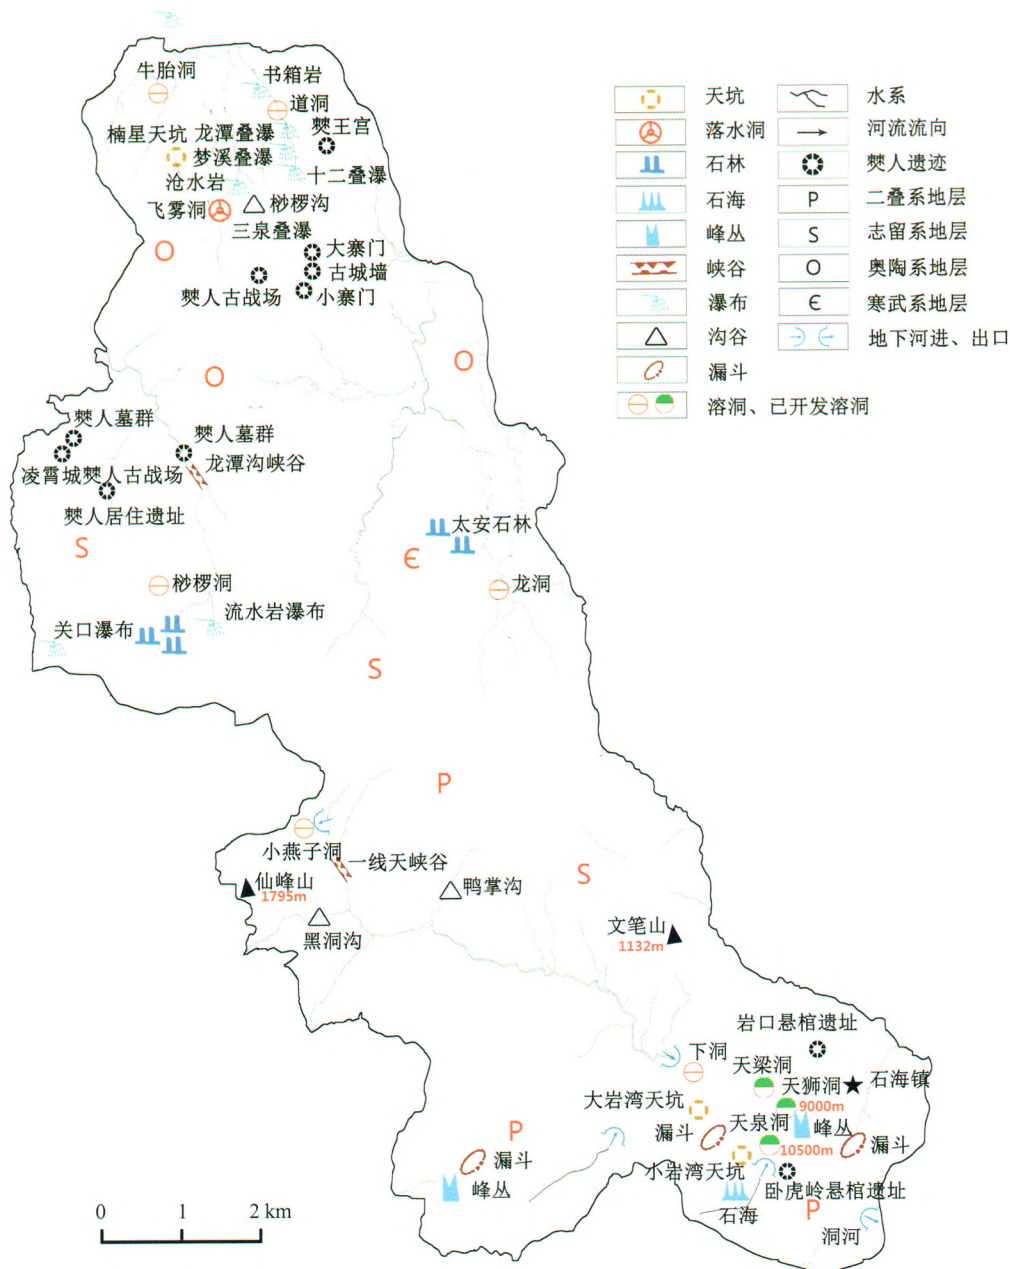 牛胎洞
书箱岩
道洞
僰王宫
楠星天坑
龙潭叠瀑
梦溪叠瀑
沧水岩
十二叠瀑
飞雾洞
桫椤沟
三泉叠瀑
大寨门
古城墙
小寨门
僰人古战场
O
O
O
僰人墓群
僰人墓群
凌霄城僰人古战场
龙潭沟峡谷
僰人居住遗址
S
太安石林
Є
龙洞
桫椤洞
流水岩瀑布
关口瀑布
S
P
小燕子洞
一线天峡谷
仙峰山
1795m
鸭掌沟
S
黑洞沟
文笔山
1132m
岩口悬棺遗址
下洞
天梁洞
天狮洞
石海镇
9000m
大岩湾天坑
天泉洞
峰丛
漏斗
10500m
漏斗
P
漏斗
小岩湾天坑
峰丛
卧虎岭悬棺遗址
石海
P
洞河
0 1 2 km
天坑
水系
落水洞
河流流向
石林
僰人遗迹
石海
P 二叠系地层
峰丛
S 志留系地层
峡谷
O 奥陶系地层
瀑布
Є 寒武系地层
沟谷
地下河进、出口
漏斗
溶洞、已开发溶洞